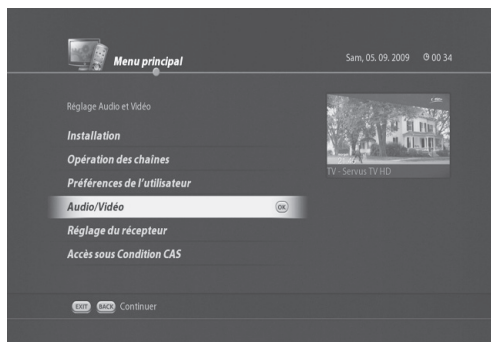 Menu principal
Sam, 05. 09. 2009 00 34
Réglage Audio et Vidéo
Installation
Opération des chaînes
Préférences de l'utilisateur
Audio/Vidéo OK
Réglage du récepteur
Accès sous Condition CAS
TV - Servus TV HD
EXIT BACK Continuer